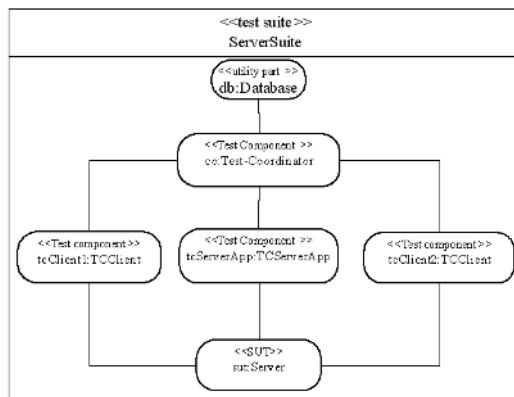 <<test suite>>
ServerSuite
<<utility part >>
db:Database
<<Test Component >>
co:Test-Coordinator
<<Test component>>
tcClient1:TCClient
<<Test Component >>
tcServerApp:TCServerApp
<<Test component>>
tcClient2:TCClient
<<SUT>>
sut:Server